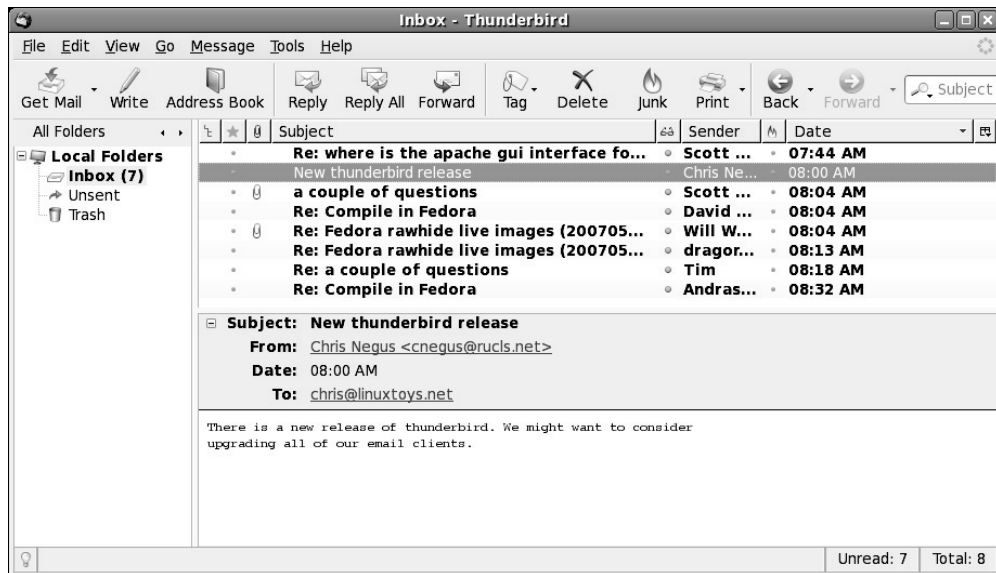 Inbox - Thunderbird
File Edit View Go Message Tools Help
Get Mail Write Address Book Reply Reply All Forward Tag Delete Junk Print Back Forward Subject
All Folders Subject Sender Date
Local Folders
Inbox (7)
Unsent
Trash
Re: where is the apache gui interface fo... Scott ... 07:44 AM
New thunderbird release Chris Ne... 08:00 AM
a couple of questions Scott ... 08:04 AM
Re: Compile in Fedora David ... 08:04 AM
Re: Fedora rawhide live images (200705... Will W... 08:04 AM
Re: Fedora rawhide live images (200705... dragor... 08:13 AM
Re: a couple of questions Tim 08:18 AM
Re: Compile in Fedora Andras... 08:32 AM
Subject: New thunderbird release
From: Chris Negus <cnegus@rucls.net>
Date: 08:00 AM
To: chris@linuxtoys.net
There is a new release of thunderbird. We might want to consider
upgrading all of our email clients.
Unread: 7 Total: 8